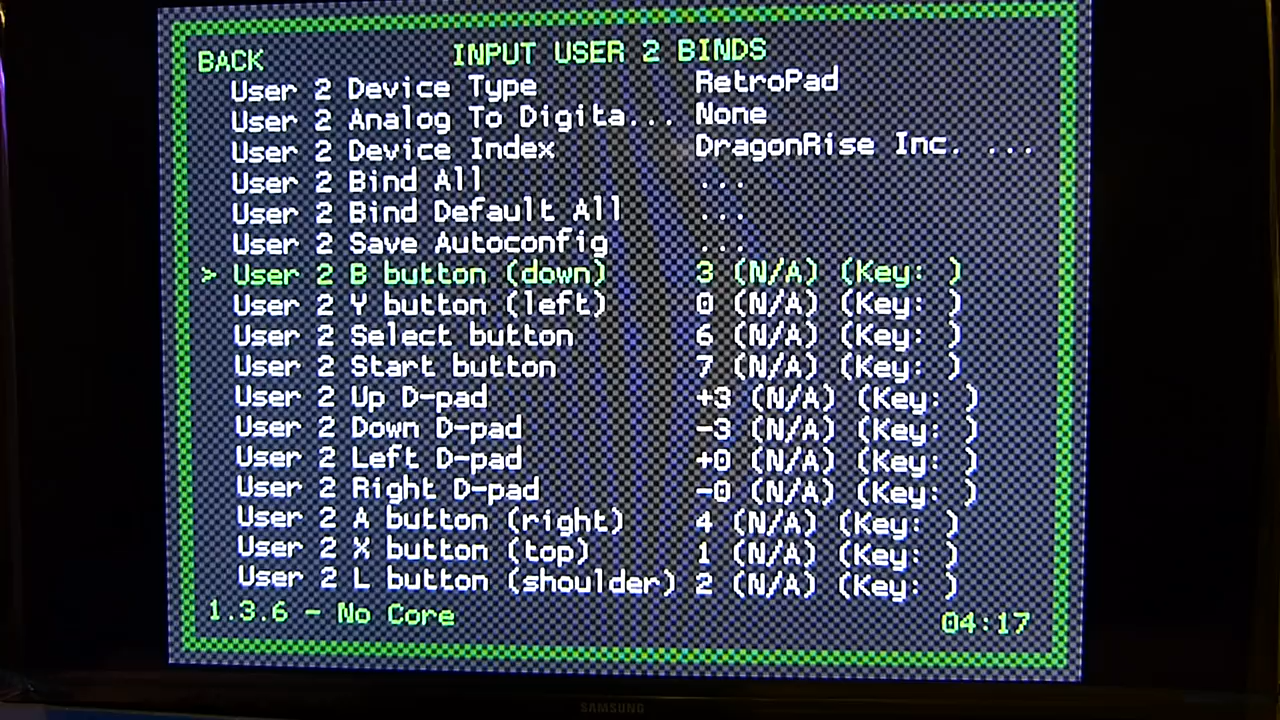 BACK INPUT USER 2 BINDS
User 2 Device Type RetroPad
User 2 Analog To Digita... None
User 2 Device Index DragonRise Inc. ...
User 2 Bind All ...
User 2 Bind Default All ...
User 2 Save Autoconfig ...
> User 2 B button (down) 3 (N/A) (Key: )
User 2 Y button (left) 0 (N/A) (Key: )
User 2 Select button 6 (N/A) (Key: )
User 2 Start button 7 (N/A) (Key: )
User 2 Up D-pad +3 (N/A) (Key: )
User 2 Down D-pad -3 (N/A) (Key: )
User 2 Left D-pad +0 (N/A) (Key: )
User 2 Right D-pad -0 (N/A) (Key: )
User 2 A button (right) 4 (N/A) (Key: )
User 2 X button (top) 1 (N/A) (Key: )
User 2 L button (shoulder) 2 (N/A) (Key: )
1.3.6 - No Core 04:17
SAMSUNG